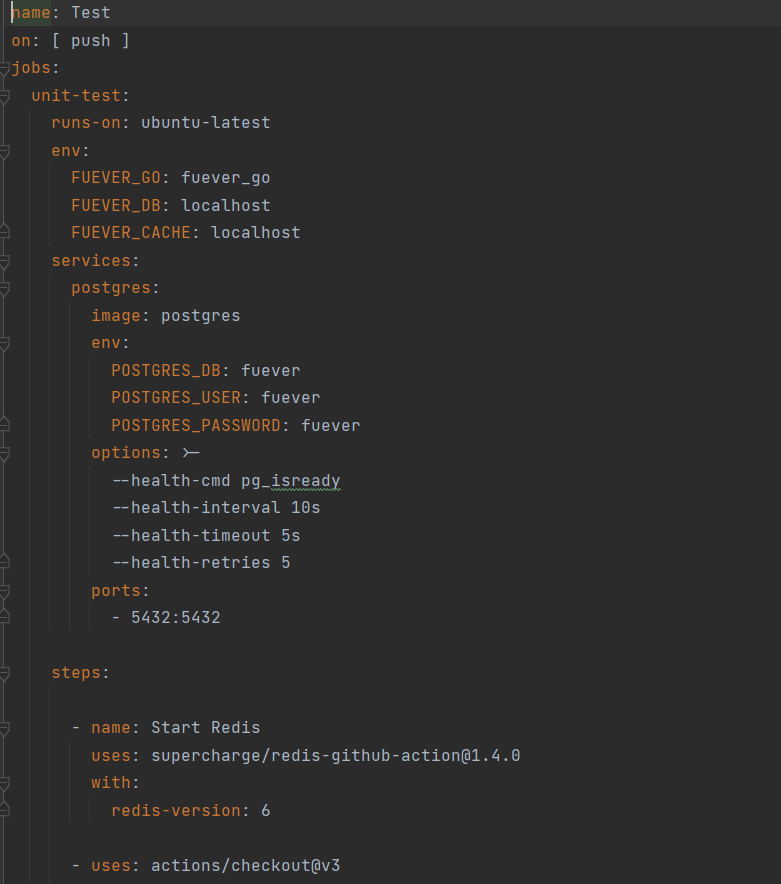 name: Test
on: [ push ]
jobs:
  unit-test:
    runs-on: ubuntu-latest
    env:
      FUEVER_GO: fuever_go
      FUEVER_DB: localhost
      FUEVER_CACHE: localhost
    services:
      postgres:
        image: postgres
        env:
          POSTGRES_DB: fuever
          POSTGRES_USER: fuever
          POSTGRES_PASSWORD: fuever
        options: >-
          --health-cmd pg_isready
          --health-interval 10s
          --health-timeout 5s
          --health-retries 5
        ports:
          - 5432:5432
    steps:
      - name: Start Redis
        uses: supercharge/redis-github-action@1.4.0
        with:
          redis-version: 6
      - uses: actions/checkout@v3